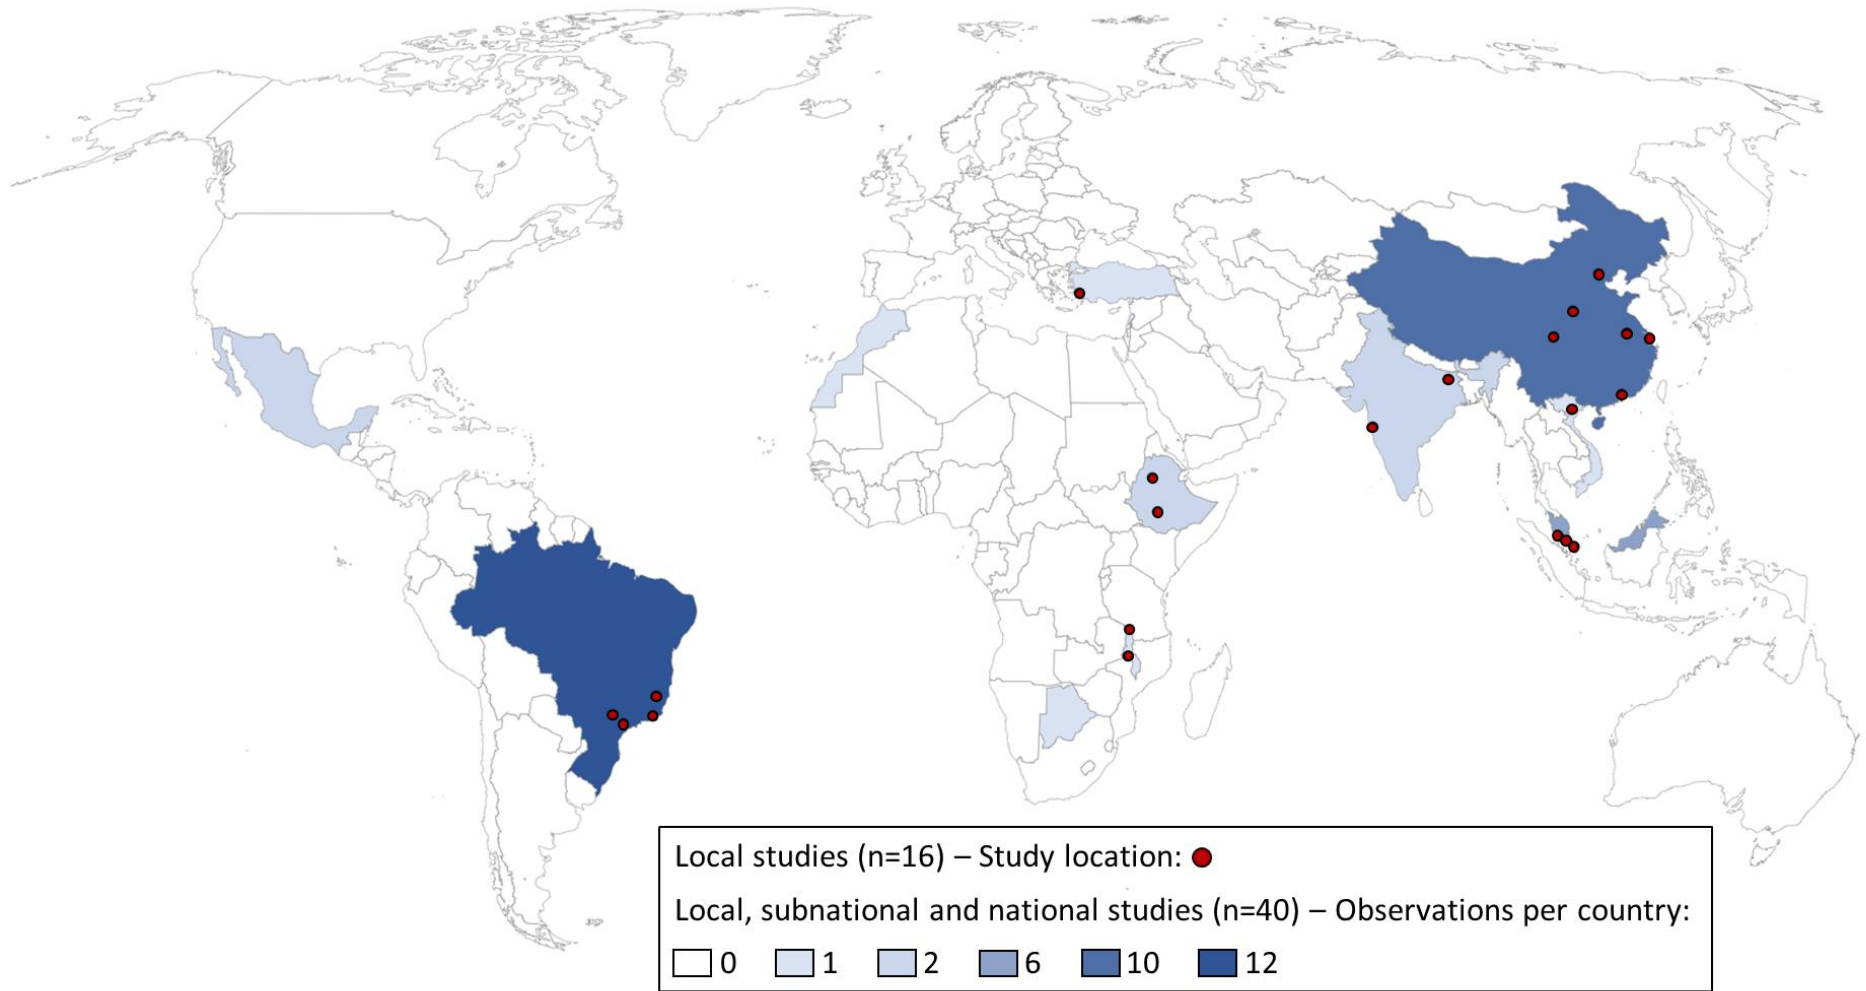 Local studies (n=16) – Study location:
Local, subnational and national studies (n=40) – Observations per country:
0 1 2 6 10 12